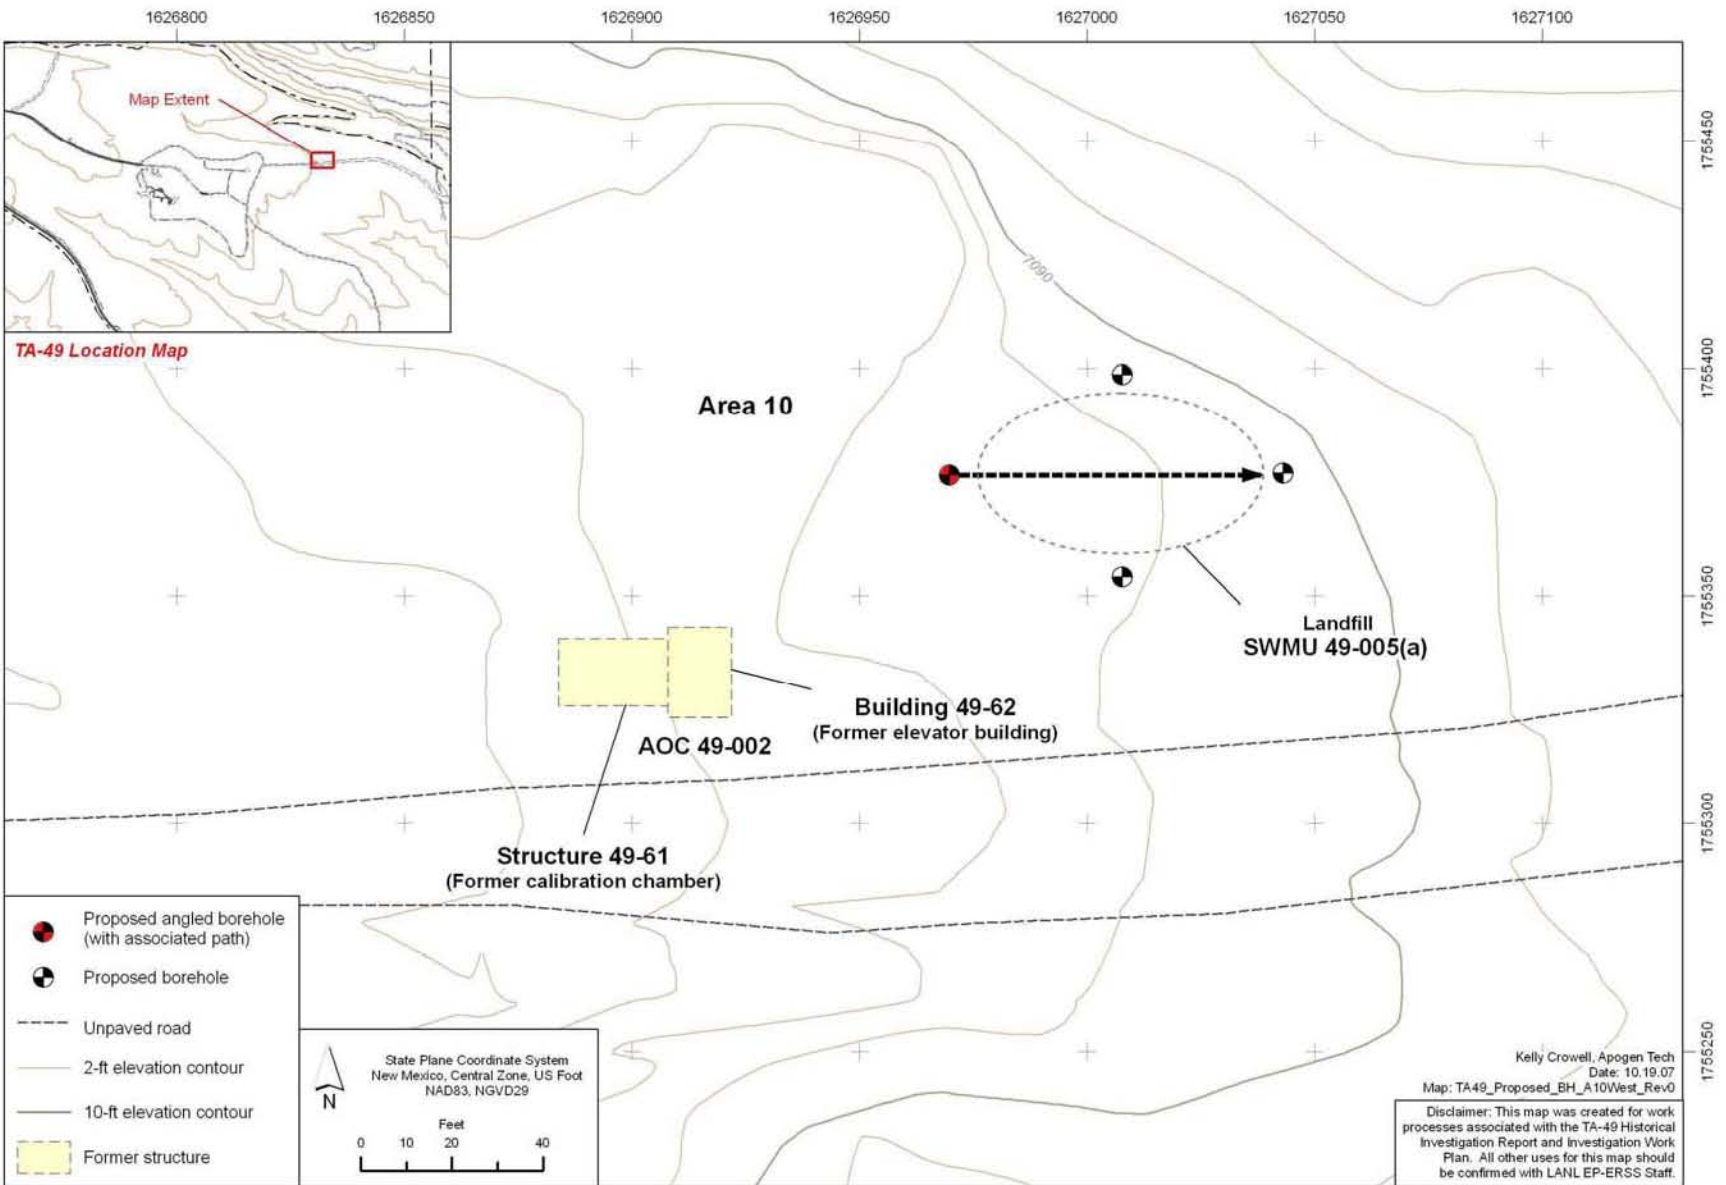 1626800
1626850
1626900
1626950
1627000
1627050
1627100
Map Extent
1755450
7090
TA-49 Location Map
1755400
Area 10
1755350
Landfill
SWMU 49-005(a)
Building 49-62
(Former elevator building)
AOC 49-002
1755300
Structure 49-61
(Former calibration chamber)
Proposed angled borehole
(with associated path)
Proposed borehole
Unpaved road
2-ft elevation contour
10-ft elevation contour
Former structure
N
State Plane Coordinate System
New Mexico, Central Zone, US Foot
NAD83, NGVD29
Feet
0 10 20 40
1755250
Kelly Crowell, Apogen Tech
Date: 10.19.07
Map: TA49_Proposed_BH_A10West_Rev0
Disclaimer: This map was created for work
processes associated with the TA-49 Historical
Investigation Report and Investigation Work
Plan. All other uses for this map should
be confirmed with LANL EP-ERSS Staff.